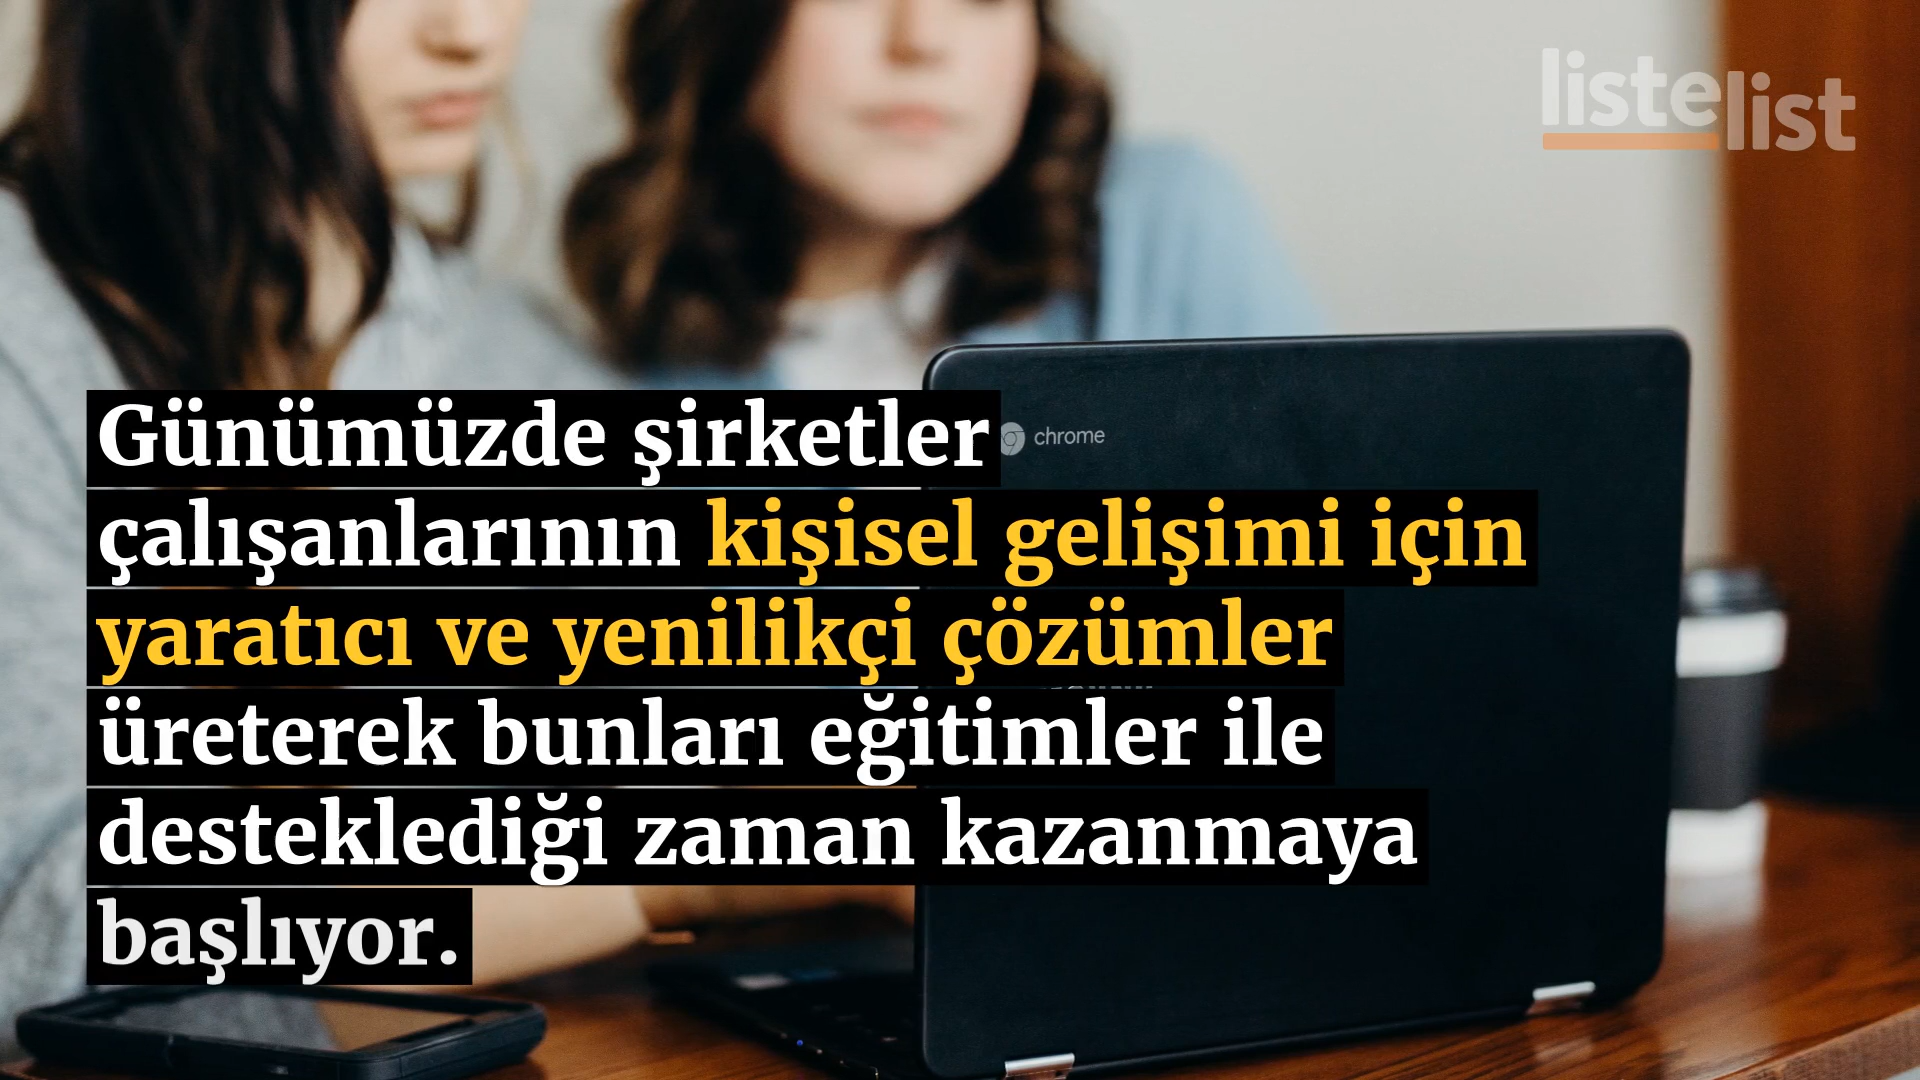 listelist
Günümüzde şirketler
chrome
çalışanlarının kişisel gelişimi için
yaratıcı ve yenilikçi çözümler
üreterek bunları eğitimler ile
desteklediği zaman kazanmaya
başlıyor.